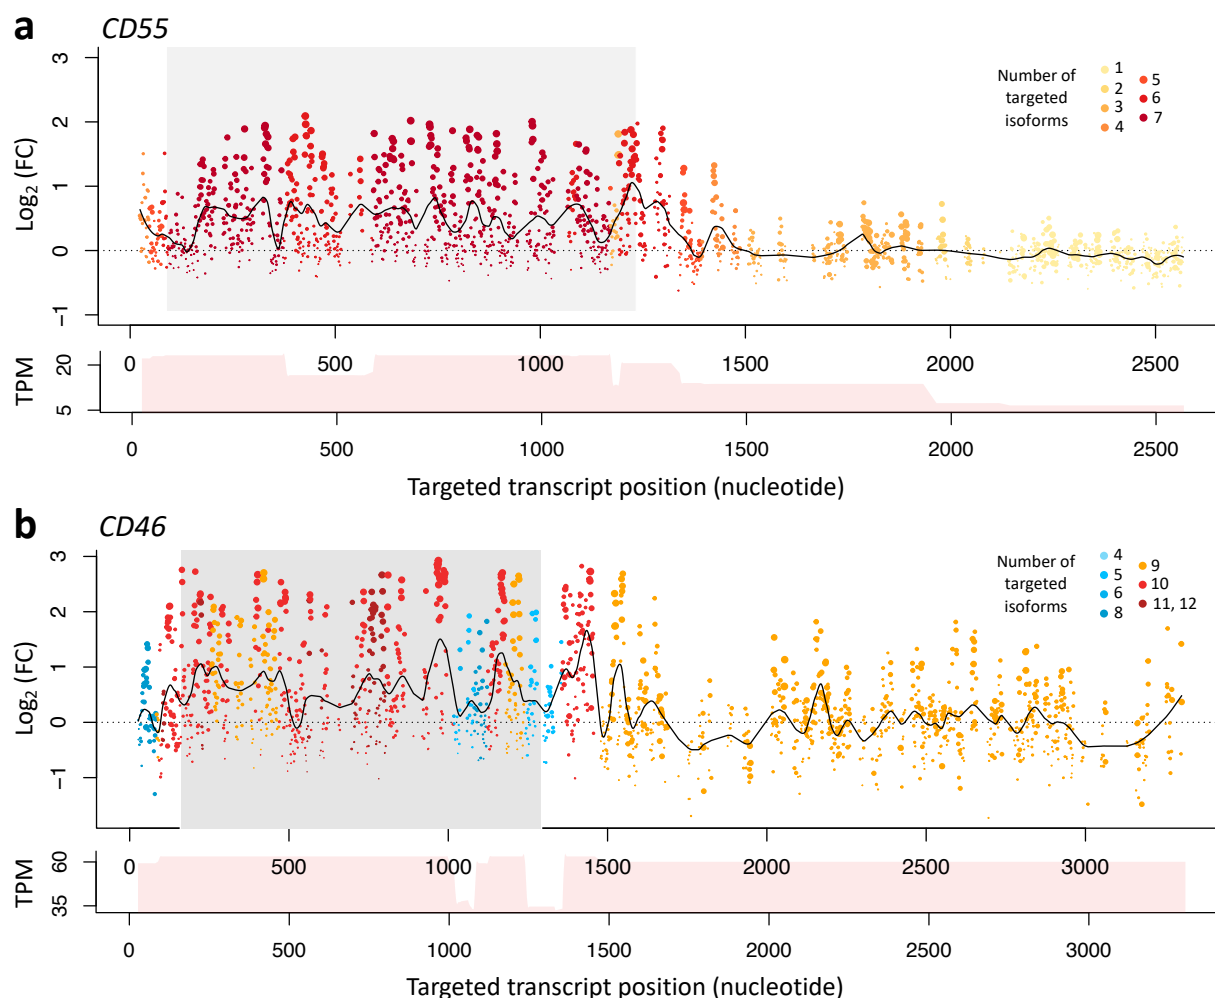 a CD55
3
2
1
0
−1
Log2 (FC)
Number of
targeted
isoforms
1
2
3
4
5
6
7
0 500 1000 1500 2000 2500
TPM
20
5
0 500 1000 1500 2000 2500
Targeted transcript position (nucleotide)
b CD46
3
2
1
0
−1
Log2 (FC)
Number of
targeted
isoforms
4
5
6
8
9
10
11, 12
0 500 1000 1500 2000 2500 3000
TPM
60
35
0 500 1000 1500 2000 2500 3000
Targeted transcript position (nucleotide)